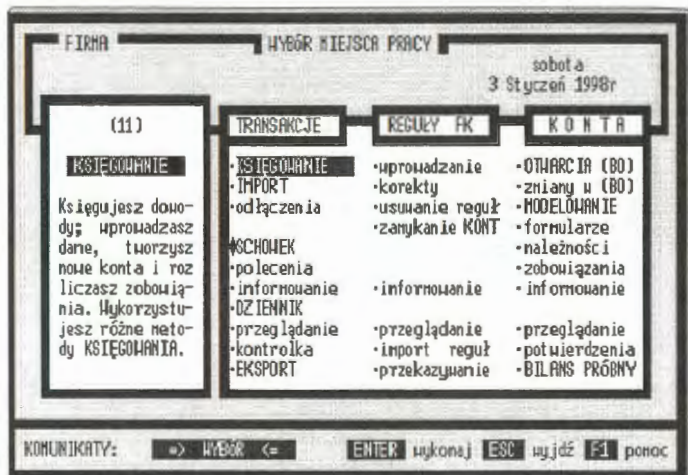 FIRMA WYBÓR MIEJSCA PRACY
sobota
3 Styczeń 1998r
(11)
KSIĘGOWANIE
Księgujesz dowo-
dy; wprowadzasz
dane, tworzysz
nowe konta i roz
liczasz zobowią-
nia. Wykorzystu-
jesz różne meto-
dy KSIĘGOWANIA.
TRANSAKCJE REGUŁY FK K O N T A
·KSIĘGOWANIE ·wprowadzanie ·OTWARCIA (BO)
·IMPORT ·korekty ·zmiany w (BO)
·odłączenia ·usuwanie reguł ·MODELOWANIE
·zamykanie KONT ·formularze
SCHOWEK ·należności
·polecenia ·zobowiązania
·informowanie ·informowanie ·informowanie
·DZIENNIK
·przeglądanie ·przeglądanie ·przeglądanie
·kontrolka ·import reguł ·potwierdzenia
·EKSPORT ·przekazywanie ·BILANS PRÓBNY
KOMUNIKATY: => WYBÓR <= ENTER wykonaj ESC wyjdź F1 pomoc